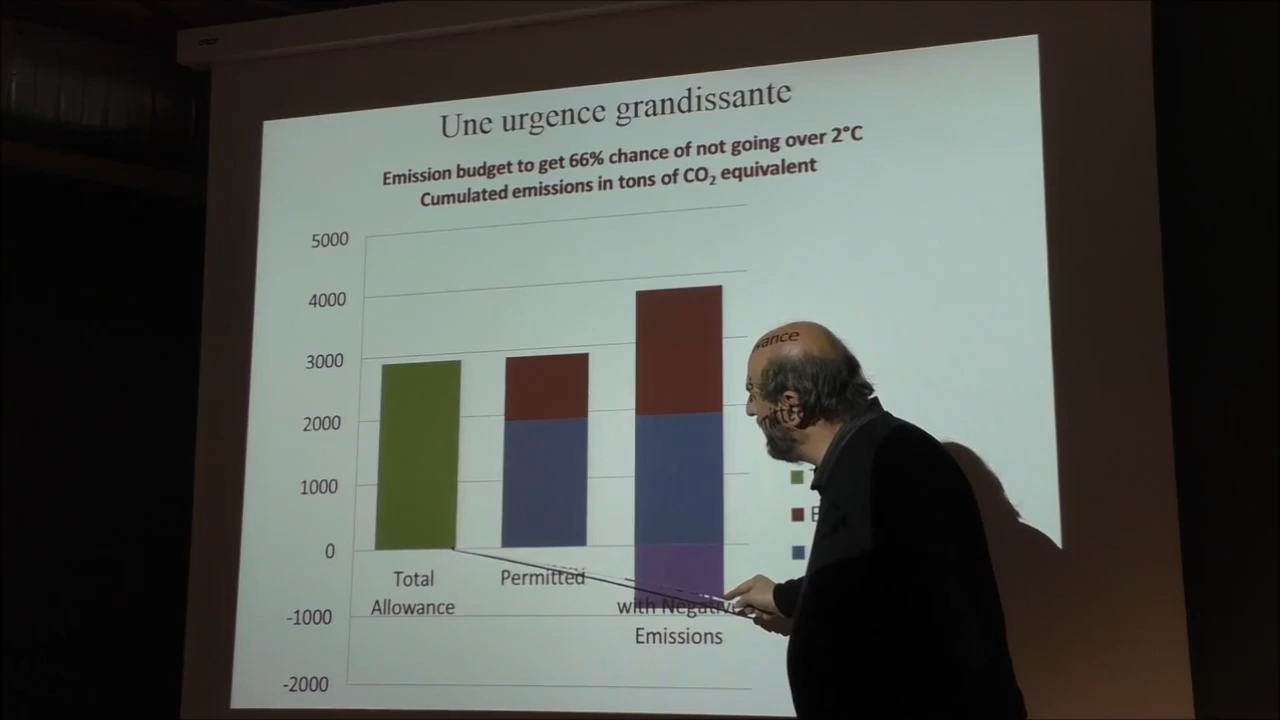 Une urgence grandissante
Emission budget to get 66% chance of not going over 2°C
Cumulated emissions in tons of CO₂ equivalent
5000
4000
3000
2000
1000
0
-1000
-2000
Total
Allowance
Permitted
with Negative
Emissions